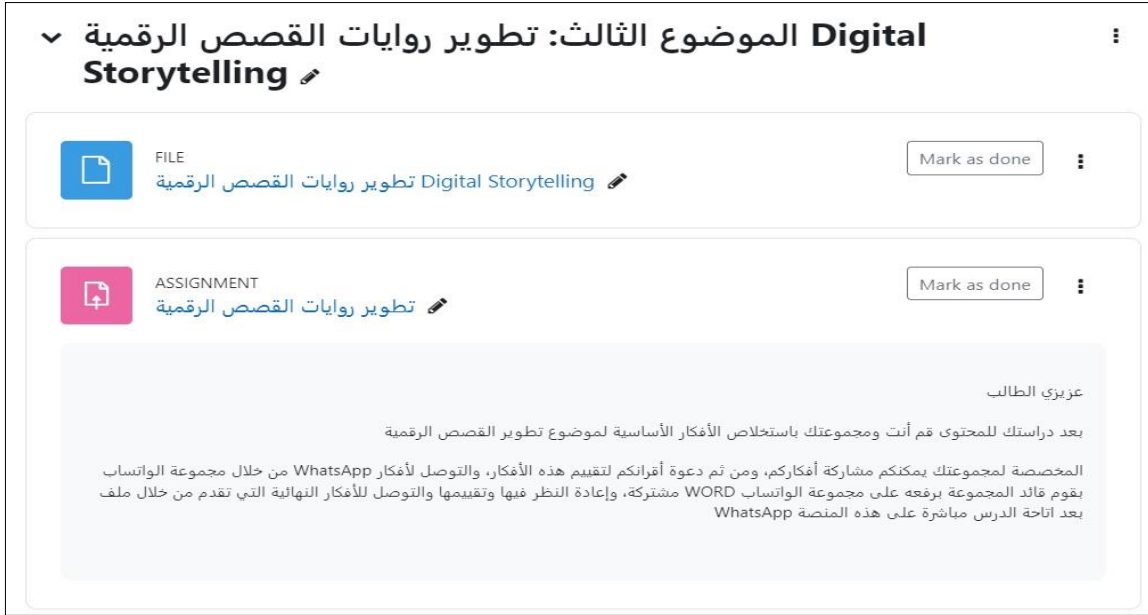 Digital الموضوع الثالث: تطوير روايات القصص الرقمية
Storytelling
FILE
Mark as done
Digital Storytelling تطوير روايات القصص الرقمية
ASSIGNMENT
Mark as done
تطوير روايات القصص الرقمية
عزيزي الطالب
بعد دراستك للمحتوى قم أنت ومجموعتك باستخلاص الأفكار الأساسية لموضوع تطوير القصص الرقمية
المخصصة لمجموعتك يمكنكم مشاركة أفكاركم، ومن ثم دعوة أقرانكم لتقييم هذه الأفكار، والتوصل لأفكار WhatsApp من خلال مجموعة الواتساب
بقوم قائد المجموعة برفعه على مجموعة الواتساب WORD مشتركة، وإعادة النظر فيها وتقييمها والتوصل للأفكار النهائية التي تقدم من خلال ملف
بعد اتاحة الدرس مباشرة على هذه المنصة WhatsApp